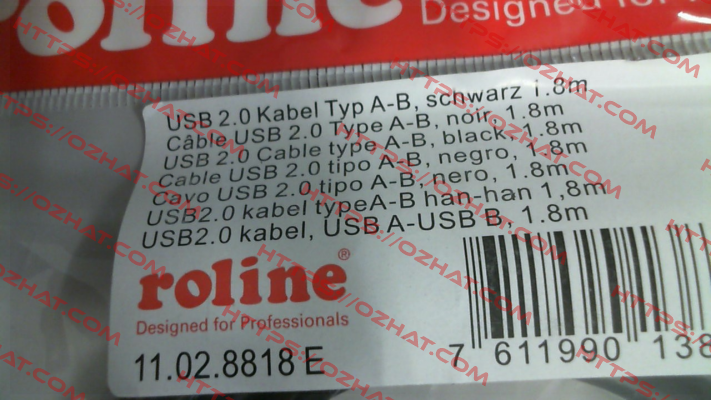 roline
Designed for
USB 2.0 Kabel Typ A-B, schwarz 1.8m
Câble USB 2.0 Type A-B, noir, 1.8m
USB 2.0 Cable type A-B, black, 1.8m
Cable USB 2.0 tipo A-B, negro, 1.8m
Cavo USB 2.0 tipo A-B, nero, 1.8m
USB2.0 kabel typeA-B han-han 1,8m
USB2.0 kabel, USB A-USB B, 1.8m
roline®
Designed for Professionals
11.02.8818 E
7 611990 138
HTTPS://OZHAT.COM